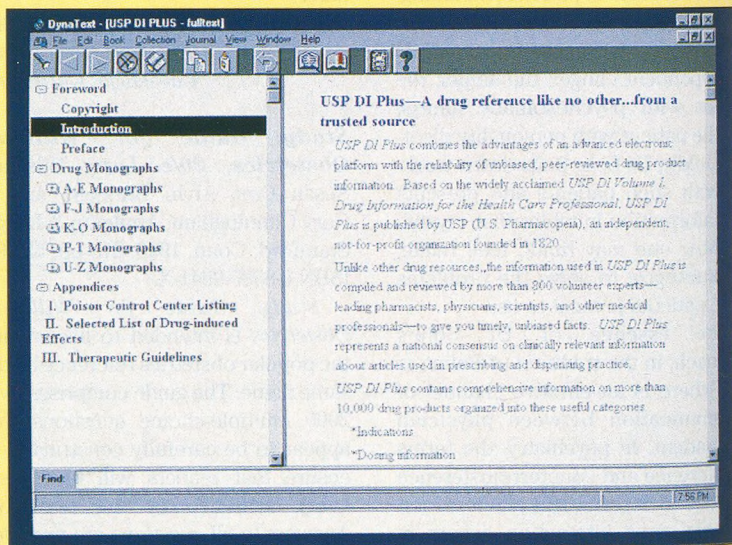 DynaText - [USP DI PLUS - fulltext]
File Edit Book Collection Journal View Window Help
Foreword
Copyright
Introduction
Preface
Drug Monographs
A-E Monographs
F-J Monographs
K-O Monographs
P-T Monographs
U-Z Monographs
Appendices
I. Poison Control Center Listing
II. Selected List of Drug-induced
Effects
III. Therapeutic Guidelines
USP DI Plus—A drug reference like no other...from a
trusted source
USP DI Plus combines the advantages of an advanced electronic
platform with the reliability of unbiased, peer-reviewed drug product
information. Based on the widely acclaimed USP DI Volume I,
Drug Information for the Health Care Professional, USP DI
Plus is published by USP (U.S. Pharmacopeia), an independent,
not-for-profit organization founded in 1820.
Unlike other drug resources, the information used in USP DI Plus is
compiled and reviewed by more than 800 volunteer experts—
leading pharmacists, physicians, scientists, and other medical
professionals—to give you timely, unbiased facts. USP DI Plus
represents a national consensus on clinically relevant information
about articles used in prescribing and dispensing practice.
USP DI Plus contains comprehensive information on more than
10,000 drug products organized into these useful categories
*Indications
*Dosing information
Find:
7:56 PM